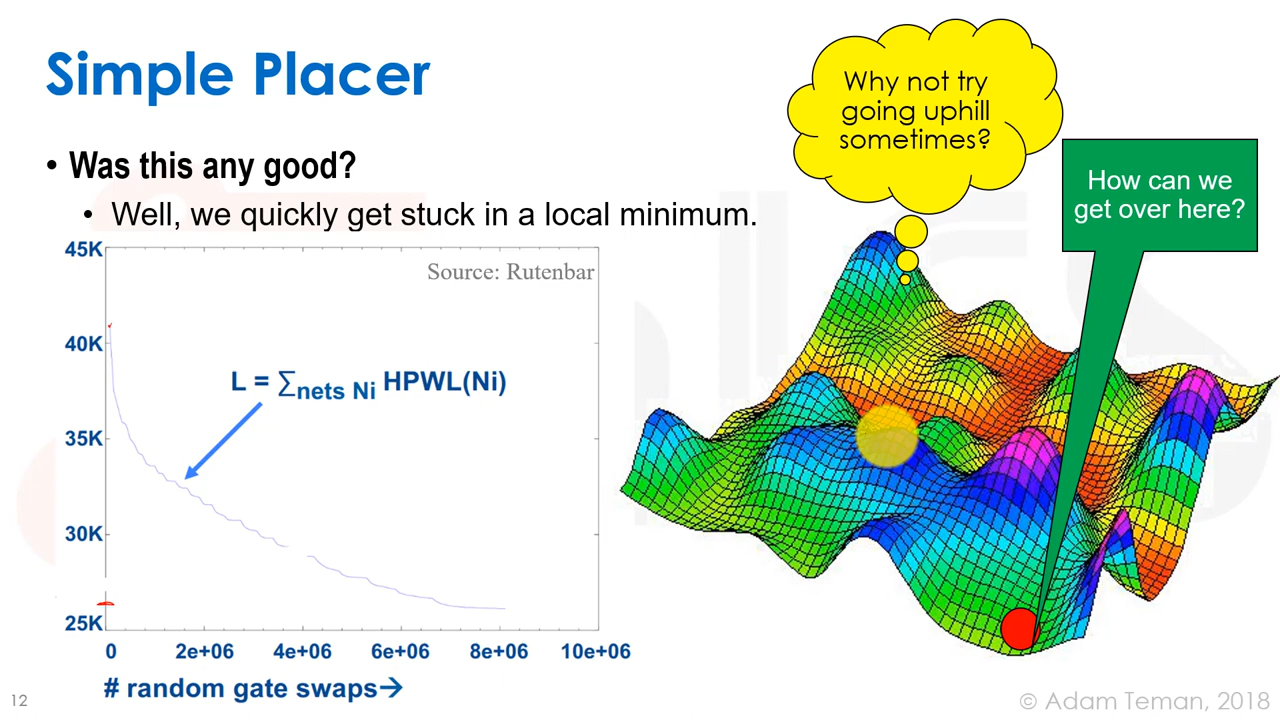 Simple Placer
• Was this any good?
• Well, we quickly get stuck in a local minimum.
Why not try
going uphill
sometimes?
How can we
get over here?
45K
40K
35K
30K
25K
Source: Rutenbar
L = ∑nets Ni HPWL(Ni)
0 2e+06 4e+06 6e+06 8e+06 10e+06
# random gate swaps→
12
© Adam Teman, 2018